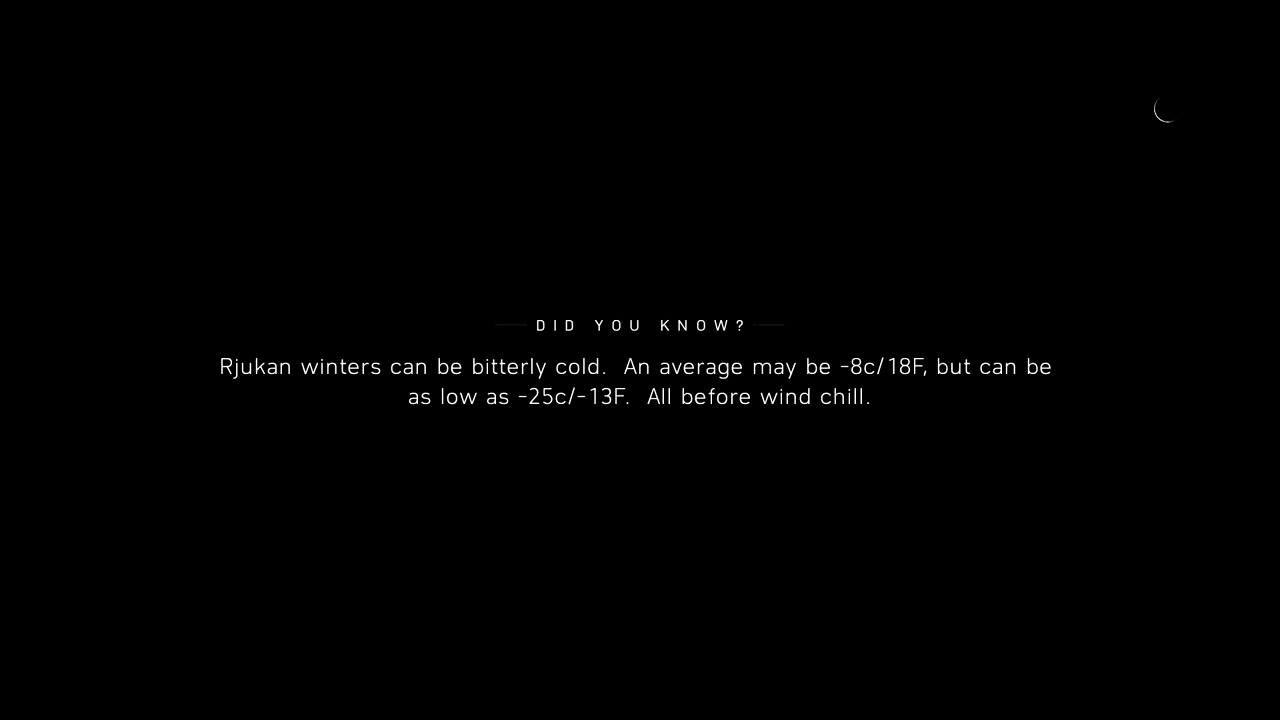 DID YOU KNOW?
Rjukan winters can be bitterly cold.  An average may be -8c/18F, but can be
as low as -25c/-13F.  All before wind chill.